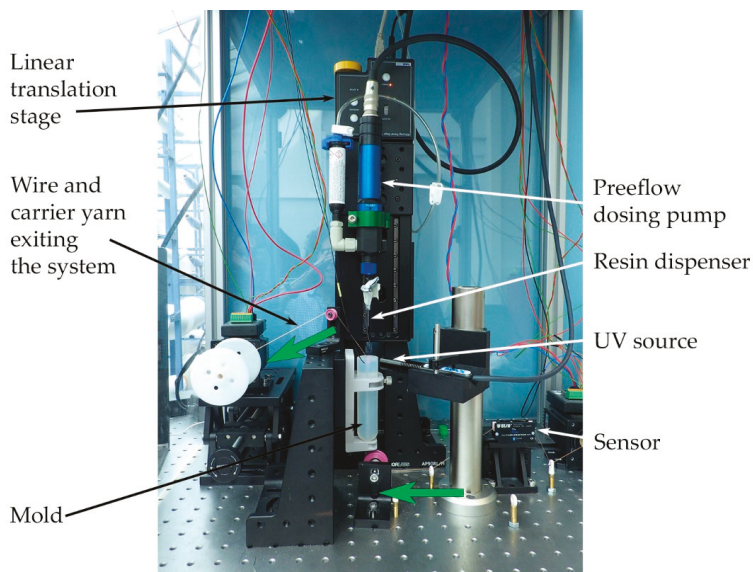 Linear
translation
stage
Wire and
carrier yarn
exiting
the system
Mold
Preeflow
dosing pump
Resin dispenser
UV source
Sensor